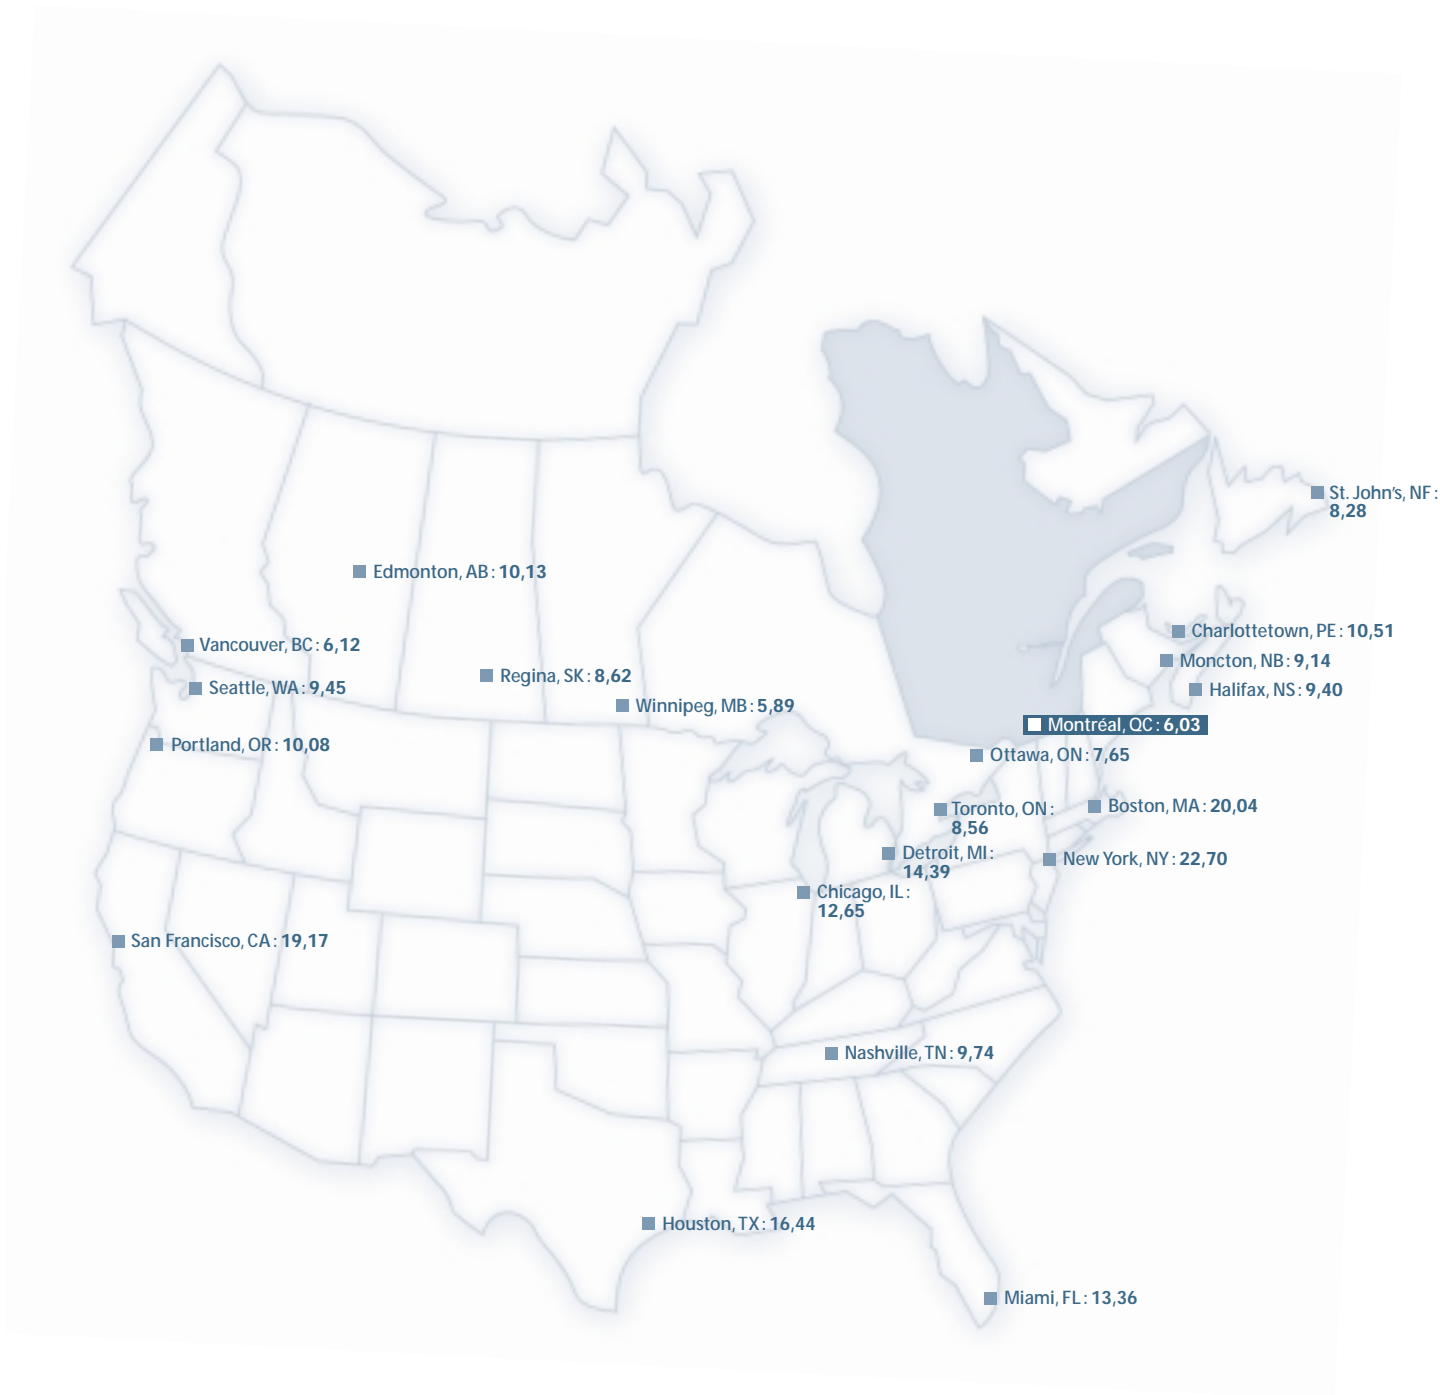 St. John's, NF :
8,28
Edmonton, AB : 10,13
Charlottetown, PE : 10,51
Vancouver, BC : 6,12
Moncton, NB : 9,14
Regina, SK : 8,62
Seattle, WA : 9,45
Halifax, NS : 9,40
Winnipeg, MB : 5,89
Montréal, QC : 6,03
Portland, OR : 10,08
Ottawa, ON : 7,65
Boston, MA : 20,04
Toronto, ON :
8,56
Detroit, MI :
14,39
New York, NY : 22,70
Chicago, IL :
12,65
San Francisco, CA : 19,17
Nashville, TN : 9,74
Houston, TX : 16,44
Miami, FL : 13,36